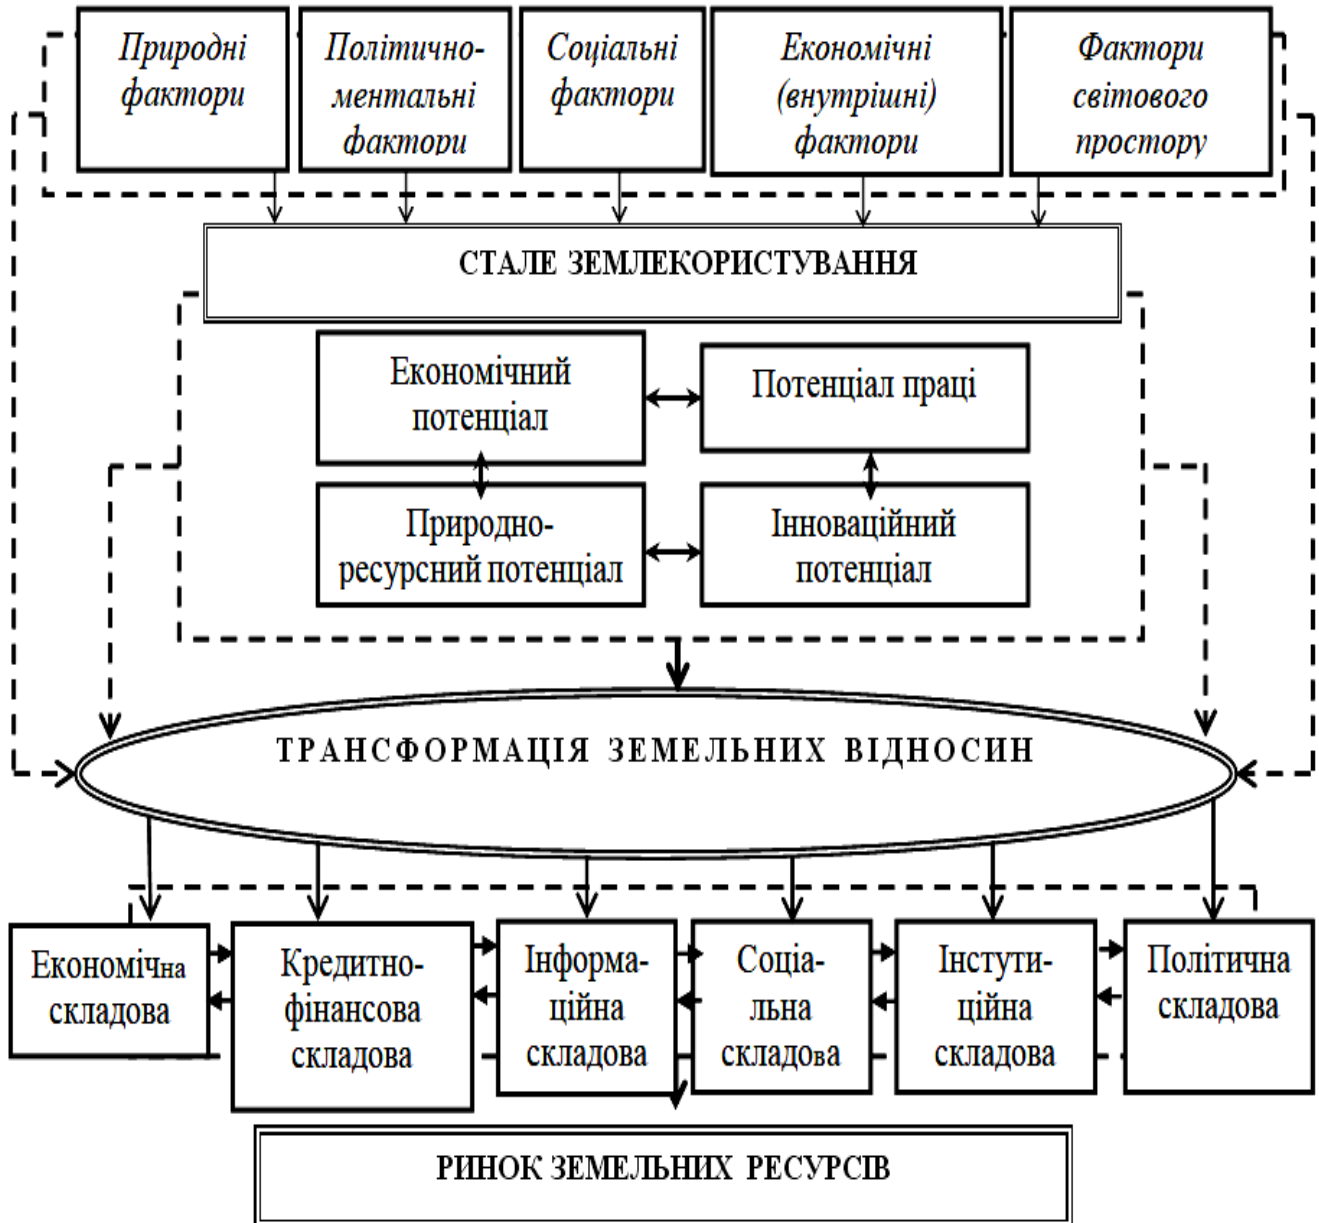 Природні
фактори
Політично-
ментальні
фактори
Соціальні
фактори
Економічні
(внутрішні)
фактори
Фактори
світового
простору
СТАЛЕ ЗЕМЛЕКОРИСТУВАННЯ
Економічний
потенціал
Потенціал праці
Природно-
ресурсний потенціал
Інноваційний
потенціал
ТРАНСФОРМАЦІЯ ЗЕМЕЛЬНИХ ВІДНОСИН
Економічна
складова
Кредитно-
фінансова
складова
Інформа-
ційна
складова
Соціа-
льна
складова
Інстути-
ційна
складова
Політична
складова
РИНОК ЗЕМЕЛЬНИХ РЕСУРСІВ